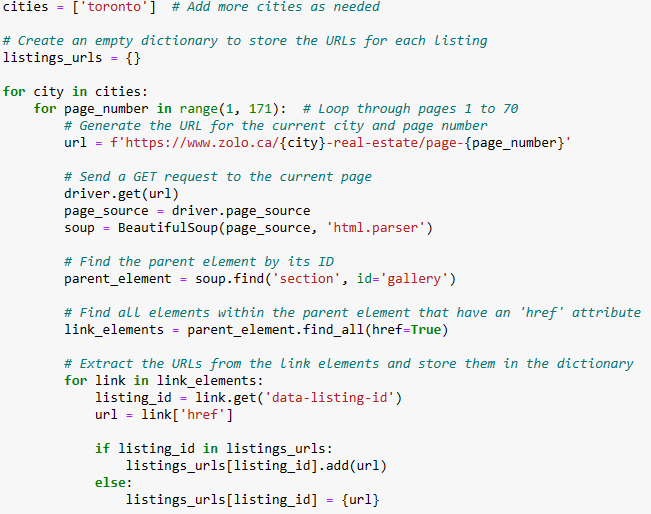 cities = ['toronto']  # Add more cities as needed

# Create an empty dictionary to store the URLs for each listing
listings_urls = {}

for city in cities:
    for page_number in range(1, 171):  # Loop through pages 1 to 70
        # Generate the URL for the current city and page number
        url = f'https://www.zolo.ca/{city}-real-estate/page-{page_number}'

        # Send a GET request to the current page
        driver.get(url)
        page_source = driver.page_source
        soup = BeautifulSoup(page_source, 'html.parser')

        # Find the parent element by its ID
        parent_element = soup.find('section', id='gallery')

        # Find all elements within the parent element that have an 'href' attribute
        link_elements = parent_element.find_all(href=True)

        # Extract the URLs from the link elements and store them in the dictionary
        for link in link_elements:
            listing_id = link.get('data-listing-id')
            url = link['href']

            if listing_id in listings_urls:
                listings_urls[listing_id].add(url)
            else:
                listings_urls[listing_id] = {url}